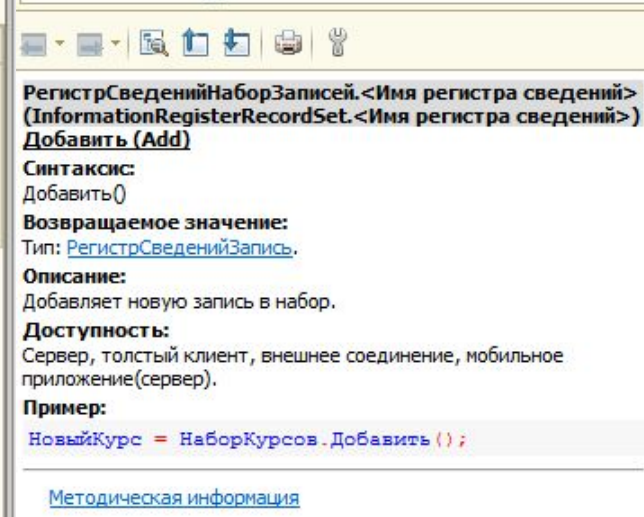 РегистрСведенийНаборЗаписей.<Имя регистра сведений>
(InformationRegisterRecordSet.<Имя регистра сведений>)
Добавить (Add)
Синтаксис:
Добавить()
Возвращаемое значение:
Тип: РегистрСведенийЗапись.
Описание:
Добавляет новую запись в набор.
Доступность:
Сервер, толстый клиент, внешнее соединение, мобильное
приложение(сервер).
Пример:
НовыйКурс = НаборКурсов.Добавить();
Методическая информация